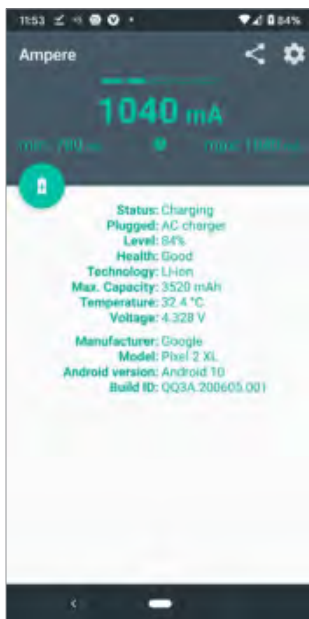 11:53 84%
Ampere
1040 mA
Status: Charging
Plugged: AC charger
Level: 84%
Health: Good
Technology: Li-ion
Max. Capacity: 3520 mAh
Temperature: 32.4 °C
Voltage: 4.328 V
Manufacturer: Google
Model: Pixel 2 XL
Android version: Android 10
Build ID: QQ3A.200605.001